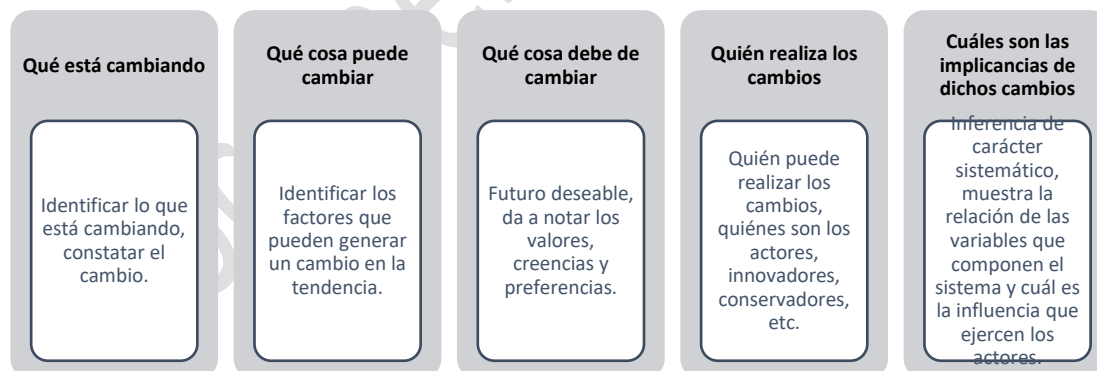 Qué está cambiando
Identificar lo que
está cambiando,
constatar el
cambio.
Qué cosa puede
cambiar
Identificar los
factores que
pueden generar
un cambio en la
tendencia.
Qué cosa debe de
cambiar
Futuro deseable,
da a notar los
valores,
creencias y
preferencias.
Quién realiza los
cambios
Quién puede
realizar los
cambios,
quiénes son los
actores,
innovadores,
conservadores,
etc.
Cuáles son las
implicancias de
dichos cambios
Inferencia de
carácter
sistemático,
muestra la
relación de las
variables que
componen el
sistema y cuál es
la influencia que
ejercen los
actores.